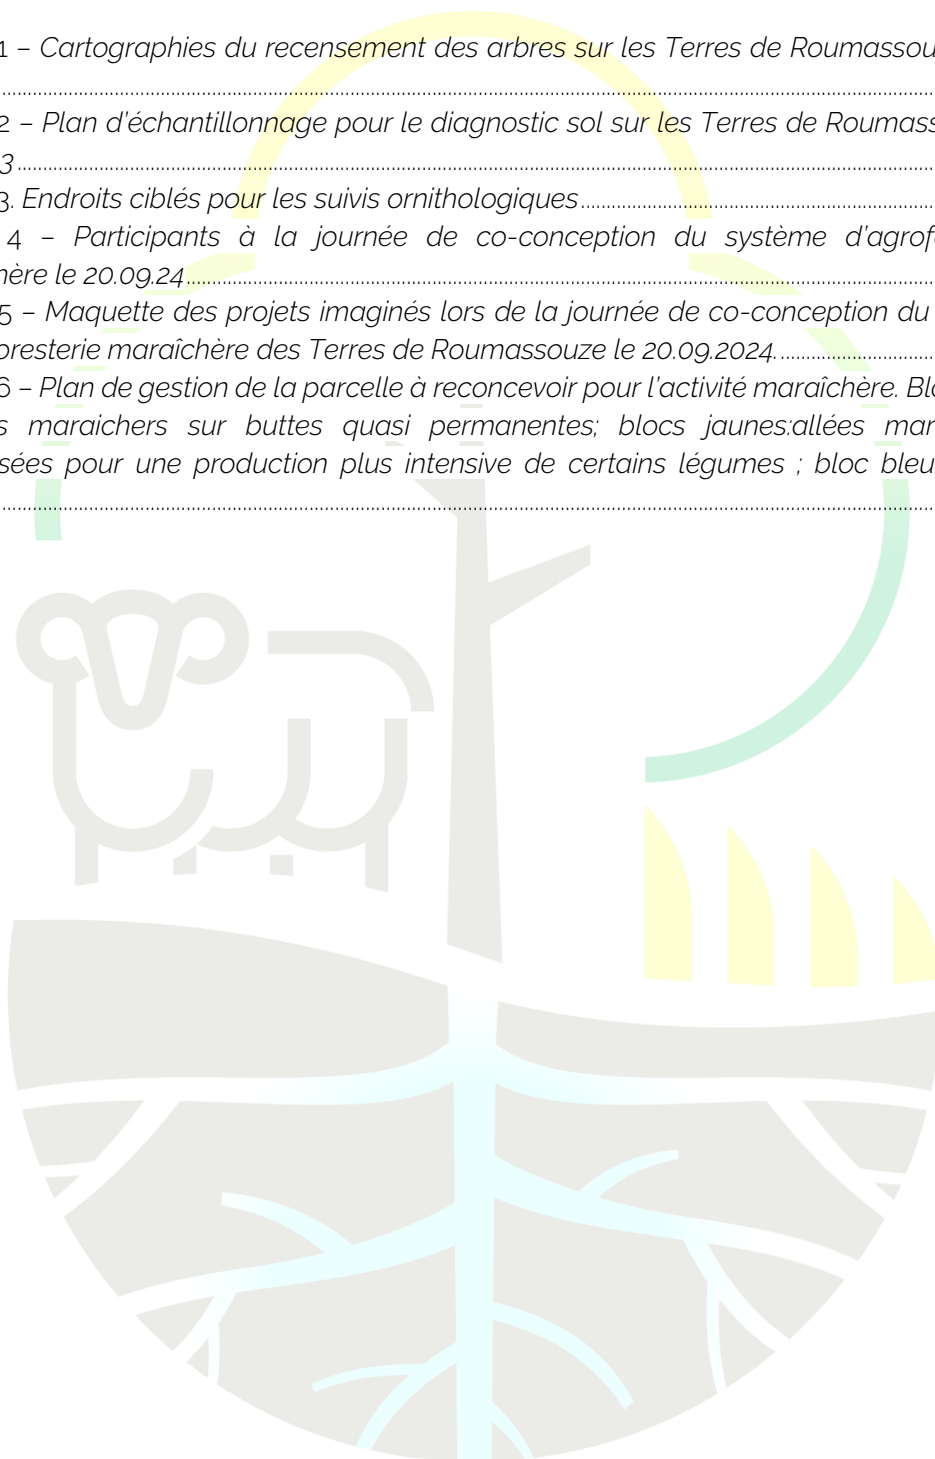 1 – Cartographies du recensement des arbres sur les Terres de Roumassou
........................................................................................................................
2 – Plan d'échantillonnage pour le diagnostic sol sur les Terres de Roumass
3........................................................................................................................
3. Endroits ciblés pour les suivis ornithologiques............................................................
4 – Participants à la journée de co-conception du système d'agrof
hère le 20.09.24........................................................................................................................
5 – Maquette des projets imaginés lors de la journée de co-conception du
oresterie maraîchère des Terres de Roumassouze le 20.09.2024...........................
6 – Plan de gestion de la parcelle à reconcevoir pour l'activité maraîchère. Blo
s maraichers sur buttes quasi permanentes; blocs jaunes:allées mar
sées pour une production plus intensive de certains légumes ; bloc bleu
........................................................................................................................